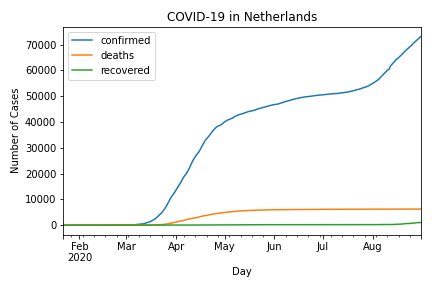 COVID-19 in Netherlands
confirmed
deaths
recovered
Number of Cases
70000
60000
50000
40000
30000
20000
10000
0
Feb Mar Apr May Jun Jul Aug
2020
Day